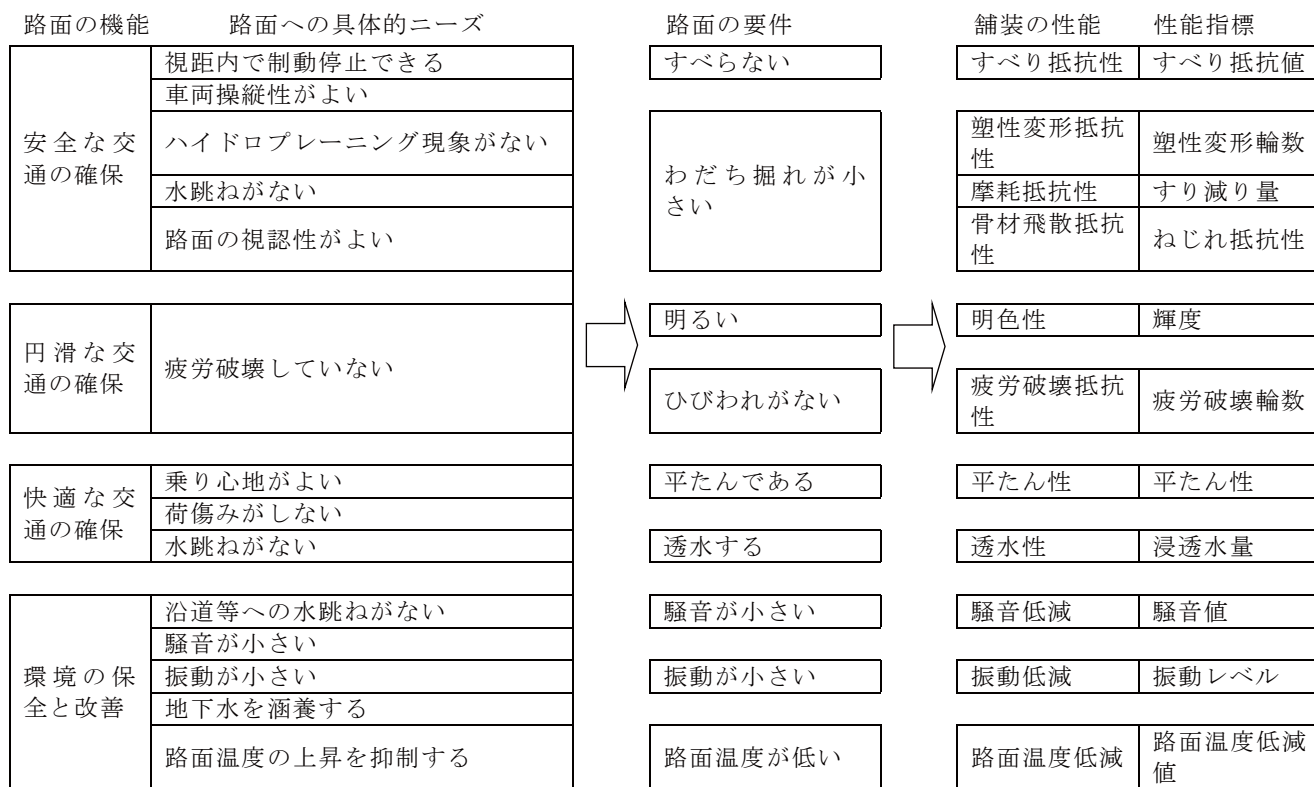 路面の機能 路面への具体的ニーズ 路面の要件 舗装の性能 性能指標
視距内で制動停止できる すべらない すべり抵抗性 すべり抵抗値
車両操縦性がよい
安全な交
通の確保
ハイドロプレーニング現象がない
水跳ねがない
路面の視認性がよい
わだち掘れが小
さい
塑性変形抵抗
性
塑性変形輪数
摩耗抵抗性 すり減り量
骨材飛散抵抗
性
ねじれ抵抗性
円滑な交
通の確保
疲労破壊していない
明るい 明色性 輝度
ひびわれがない
疲労破壊抵抗
性
疲労破壊輪数
快適な交
通の確保
乗り心地がよい 平たんである 平たん性 平たん性
荷傷みがしない
水跳ねがない 透水する 透水性 浸透水量
環境の保
全と改善
沿道等への水跳ねがない 騒音が小さい 騒音低減 騒音値
騒音が小さい
振動が小さい 振動が小さい 振動低減 振動レベル
地下水を涵養する
路面温度の上昇を抑制する 路面温度が低い 路面温度低減
路面温度低減
値